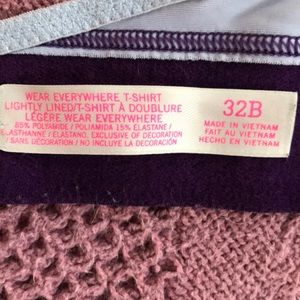 WEAR EVERYWHERE T-SHIRT
LIGHTLY LINED/T-SHIRT À DOUBLURE
LÉGÈRE WEAR EVERYWHERE
85% POLYAMIDE / POLIAMIDA 15% ELASTANE /
ÉLASTHANNE / ELASTANO. EXCLUSIVE OF DECORATION
/ SANS DÉCORATION / NO INCLUYE LA DECORACIÓN
32B
MADE IN VIETNAM
FAIT AU VIETNAM
HECHO EN VIETNAM